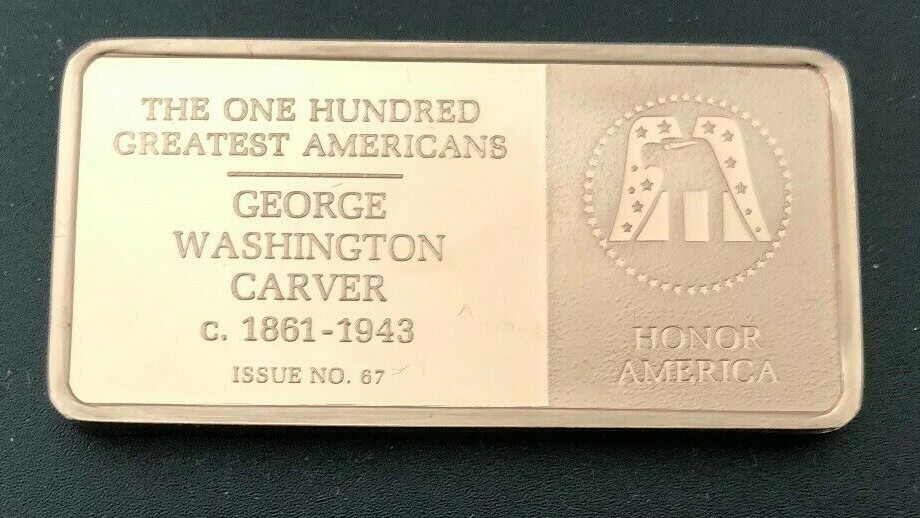 THE ONE HUNDRED
GREATEST AMERICANS
GEORGE
WASHINGTON
CARVER
c. 1861-1943
ISSUE NO. 67
HONOR
AMERICA